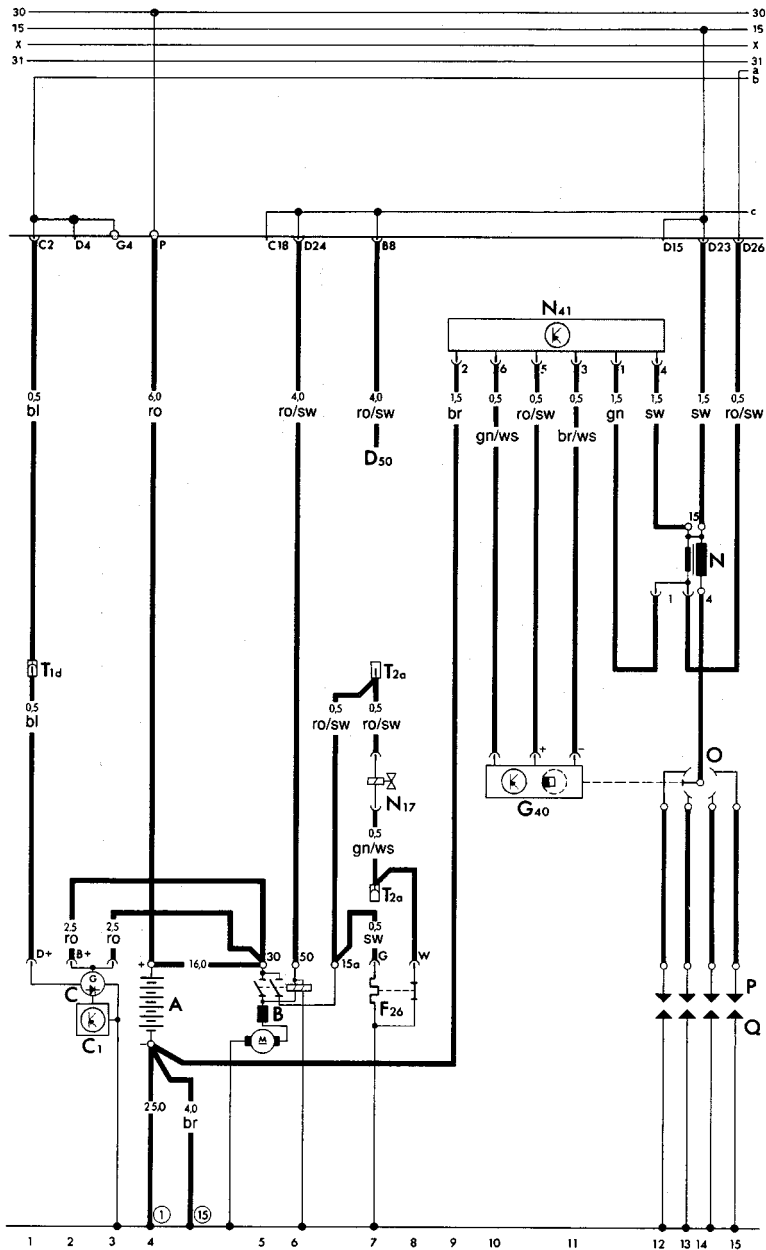 30 30
15 15
X X
31 31
a
b
c
C2 D4 G4 P C18 D24 B8 D15 D23 D26
N41
2 6 5 3 1 4
0,5 6,0 4,0 4,0 1,5 0,5 0,5 0,5 1,5 1,5 1,5 0,5
bl ro ro/sw ro/sw br gn/ws ro/sw br/ws gn sw sw ro/sw
D50
15
N
1 4
T1d T2a
0,5 0,5 0,5
bl ro/sw ro/sw
+ −
O
N17
G40
0,5
gn/ws
T2a
2,5 2,5 0,5
ro ro sw
D+ B+ + 16,0 30 50 15a G W
G
C A B F26 P
C1 M Q
−
25,0 4,0
br
1 15
1 2 3 4 5 6 7 8 9 10 11 12 13 14 15